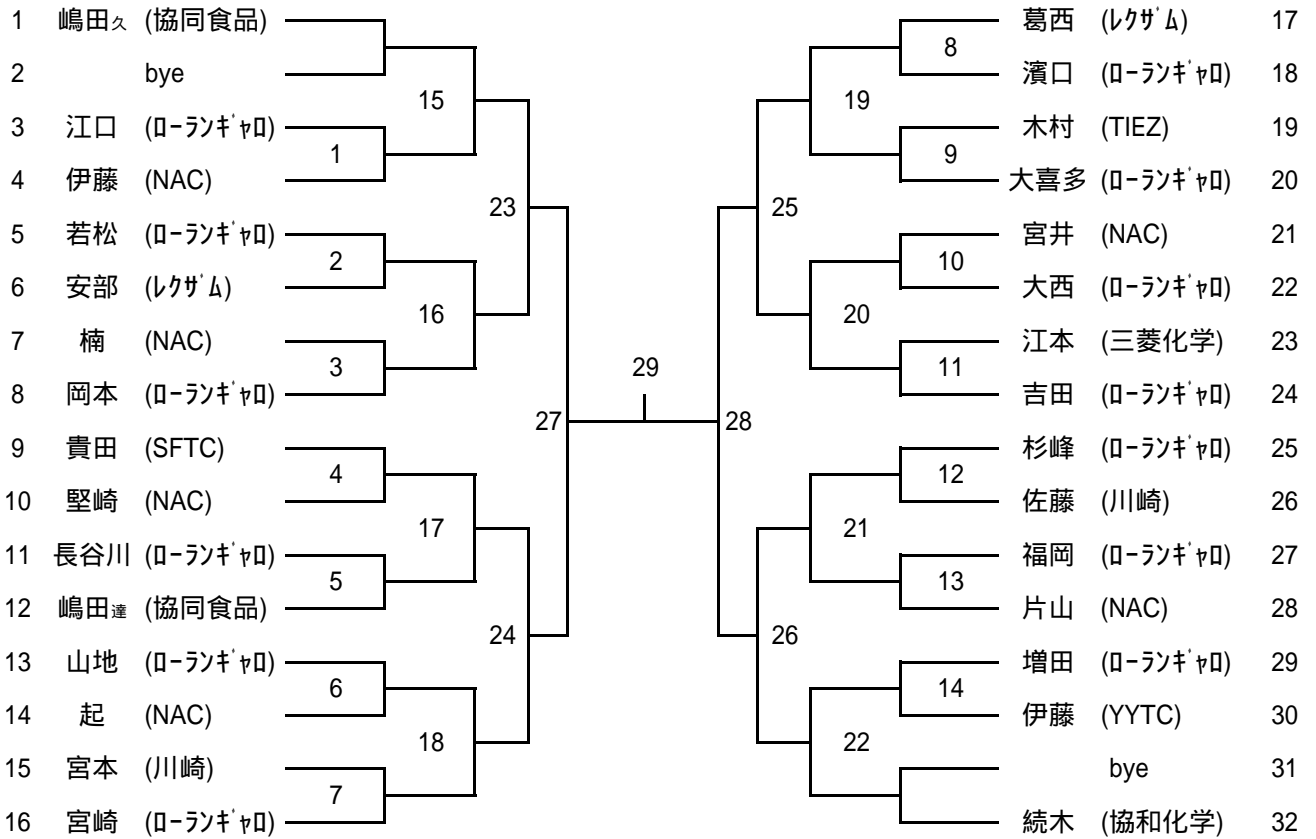 1 嶋田久 (協同食品)
2 bye
3 江口 (ﾛｰﾗﾝｷﾞｬﾛ)
4 伊藤 (NAC)
5 若松 (ﾛｰﾗﾝｷﾞｬﾛ)
6 安部 (ﾚｸｻﾞﾑ)
7 楠 (NAC)
8 岡本 (ﾛｰﾗﾝｷﾞｬﾛ)
9 貴田 (SFTC)
10 堅崎 (NAC)
11 長谷川 (ﾛｰﾗﾝｷﾞｬﾛ)
12 嶋田達 (協同食品)
13 山地 (ﾛｰﾗﾝｷﾞｬﾛ)
14 起 (NAC)
15 宮本 (川崎)
16 宮崎 (ﾛｰﾗﾝｷﾞｬﾛ)
1
2
3
4
5
6
7
15
16
17
18
23
24
27
29
28
25
26
19
20
21
22
8
9
10
11
12
13
14
葛西 (ﾚｸｻﾞﾑ) 17
濱口 (ﾛｰﾗﾝｷﾞｬﾛ) 18
木村 (TIEZ) 19
大喜多 (ﾛｰﾗﾝｷﾞｬﾛ) 20
宮井 (NAC) 21
大西 (ﾛｰﾗﾝｷﾞｬﾛ) 22
江本 (三菱化学) 23
吉田 (ﾛｰﾗﾝｷﾞｬﾛ) 24
杉峰 (ﾛｰﾗﾝｷﾞｬﾛ) 25
佐藤 (川崎) 26
福岡 (ﾛｰﾗﾝｷﾞｬﾛ) 27
片山 (NAC) 28
増田 (ﾛｰﾗﾝｷﾞｬﾛ) 29
伊藤 (YYTC) 30
bye 31
続木 (協和化学) 32